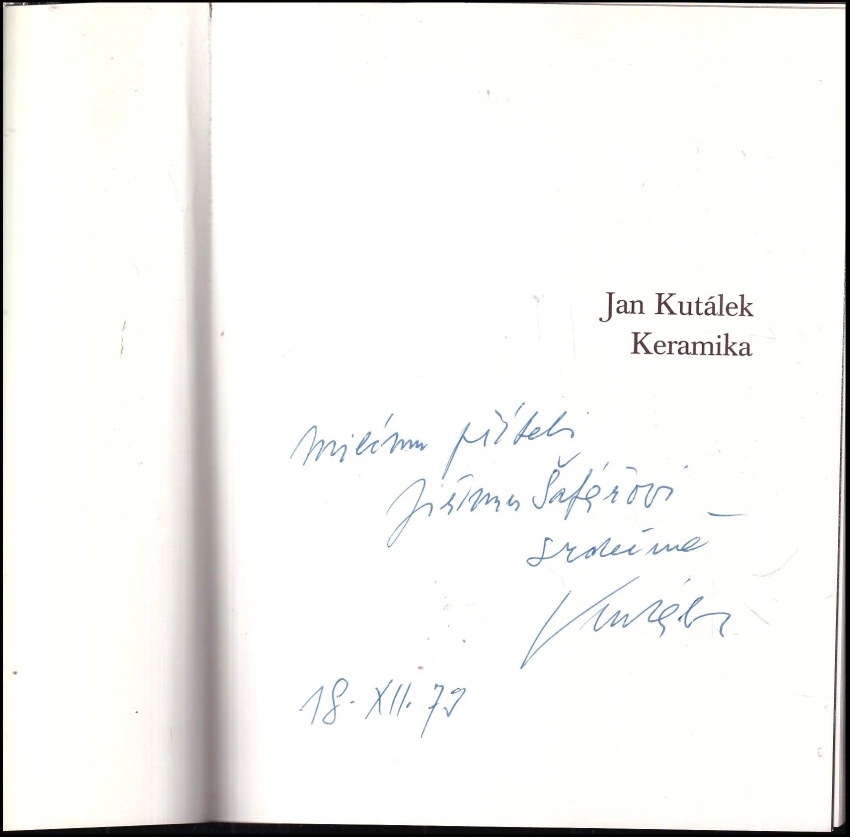 Jan Kutálek
Keramika
Milému příteli
Jiřímu Šafářovi
srdečně
Kutálek
18. XII. 79